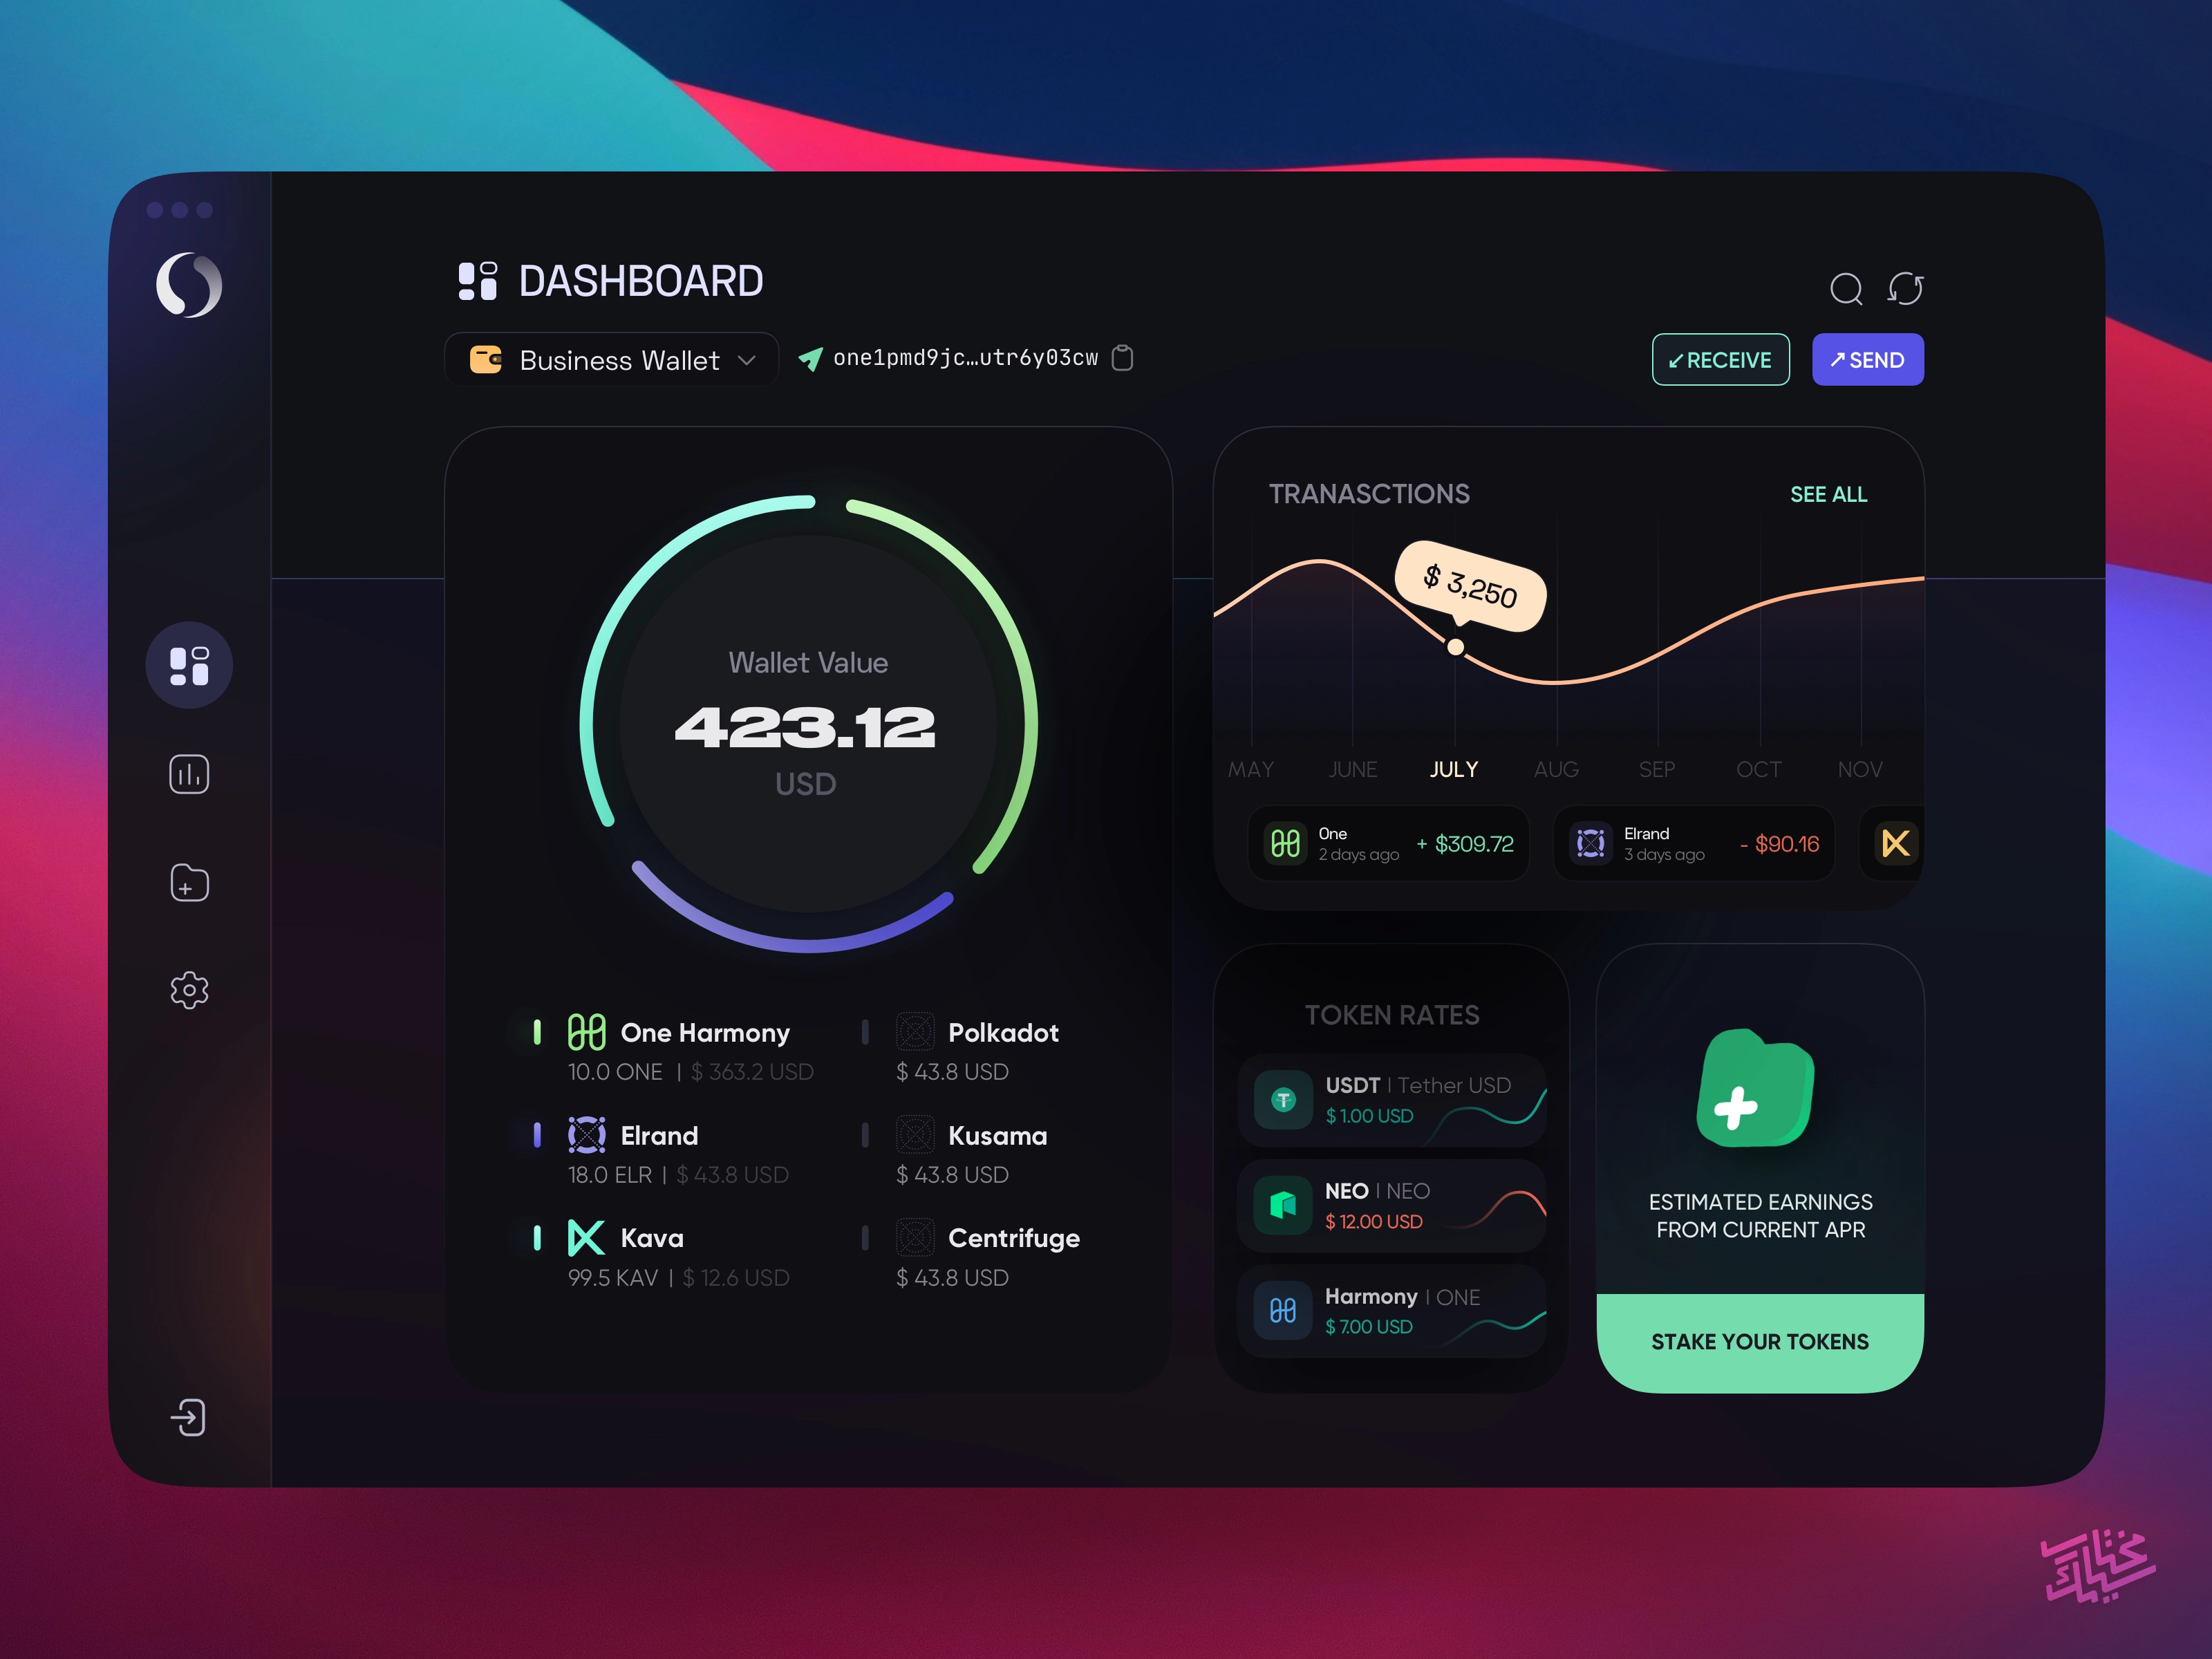 DASHBOARD
Business Wallet
one1pmd9jc…utr6y03cw
↙RECEIVE
↗SEND
Wallet Value
423.12
USD
One Harmony
10.0 ONE | $ 363.2 USD
Elrand
18.0 ELR | $ 43.8 USD
Kava
99.5 KAV | $ 12.6 USD
Polkadot
$ 43.8 USD
Kusama
$ 43.8 USD
Centrifuge
$ 43.8 USD
TRANASCTIONS
SEE ALL
$ 3,250
MAY JUNE JULY AUG SEP OCT NOV
One
2 days ago
+ $309.72
Elrand
3 days ago
- $90.16
TOKEN RATES
USDT | Tether USD
$ 1.00 USD
NEO | NEO
$ 12.00 USD
Harmony | ONE
$ 7.00 USD
ESTIMATED EARNINGS
FROM CURRENT APR
STAKE YOUR TOKENS